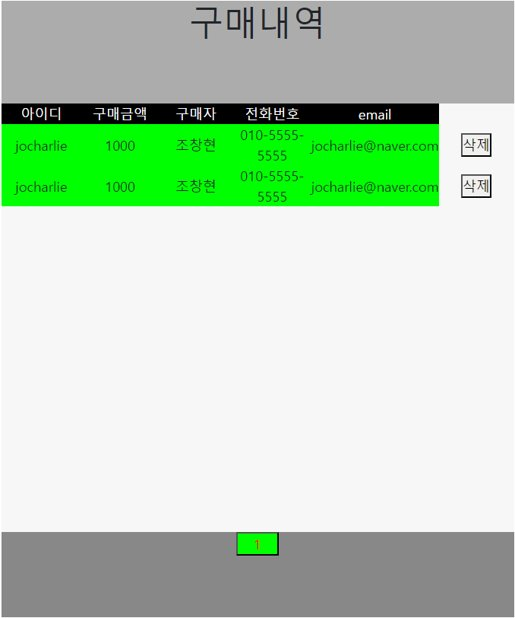 구매내역
아이디 구매금액 구매자 전화번호 email
jocharlie 1000 조창현 010-5555-5555 jocharlie@naver.com 삭제
jocharlie 1000 조창현 010-5555-5555 jocharlie@naver.com 삭제
1